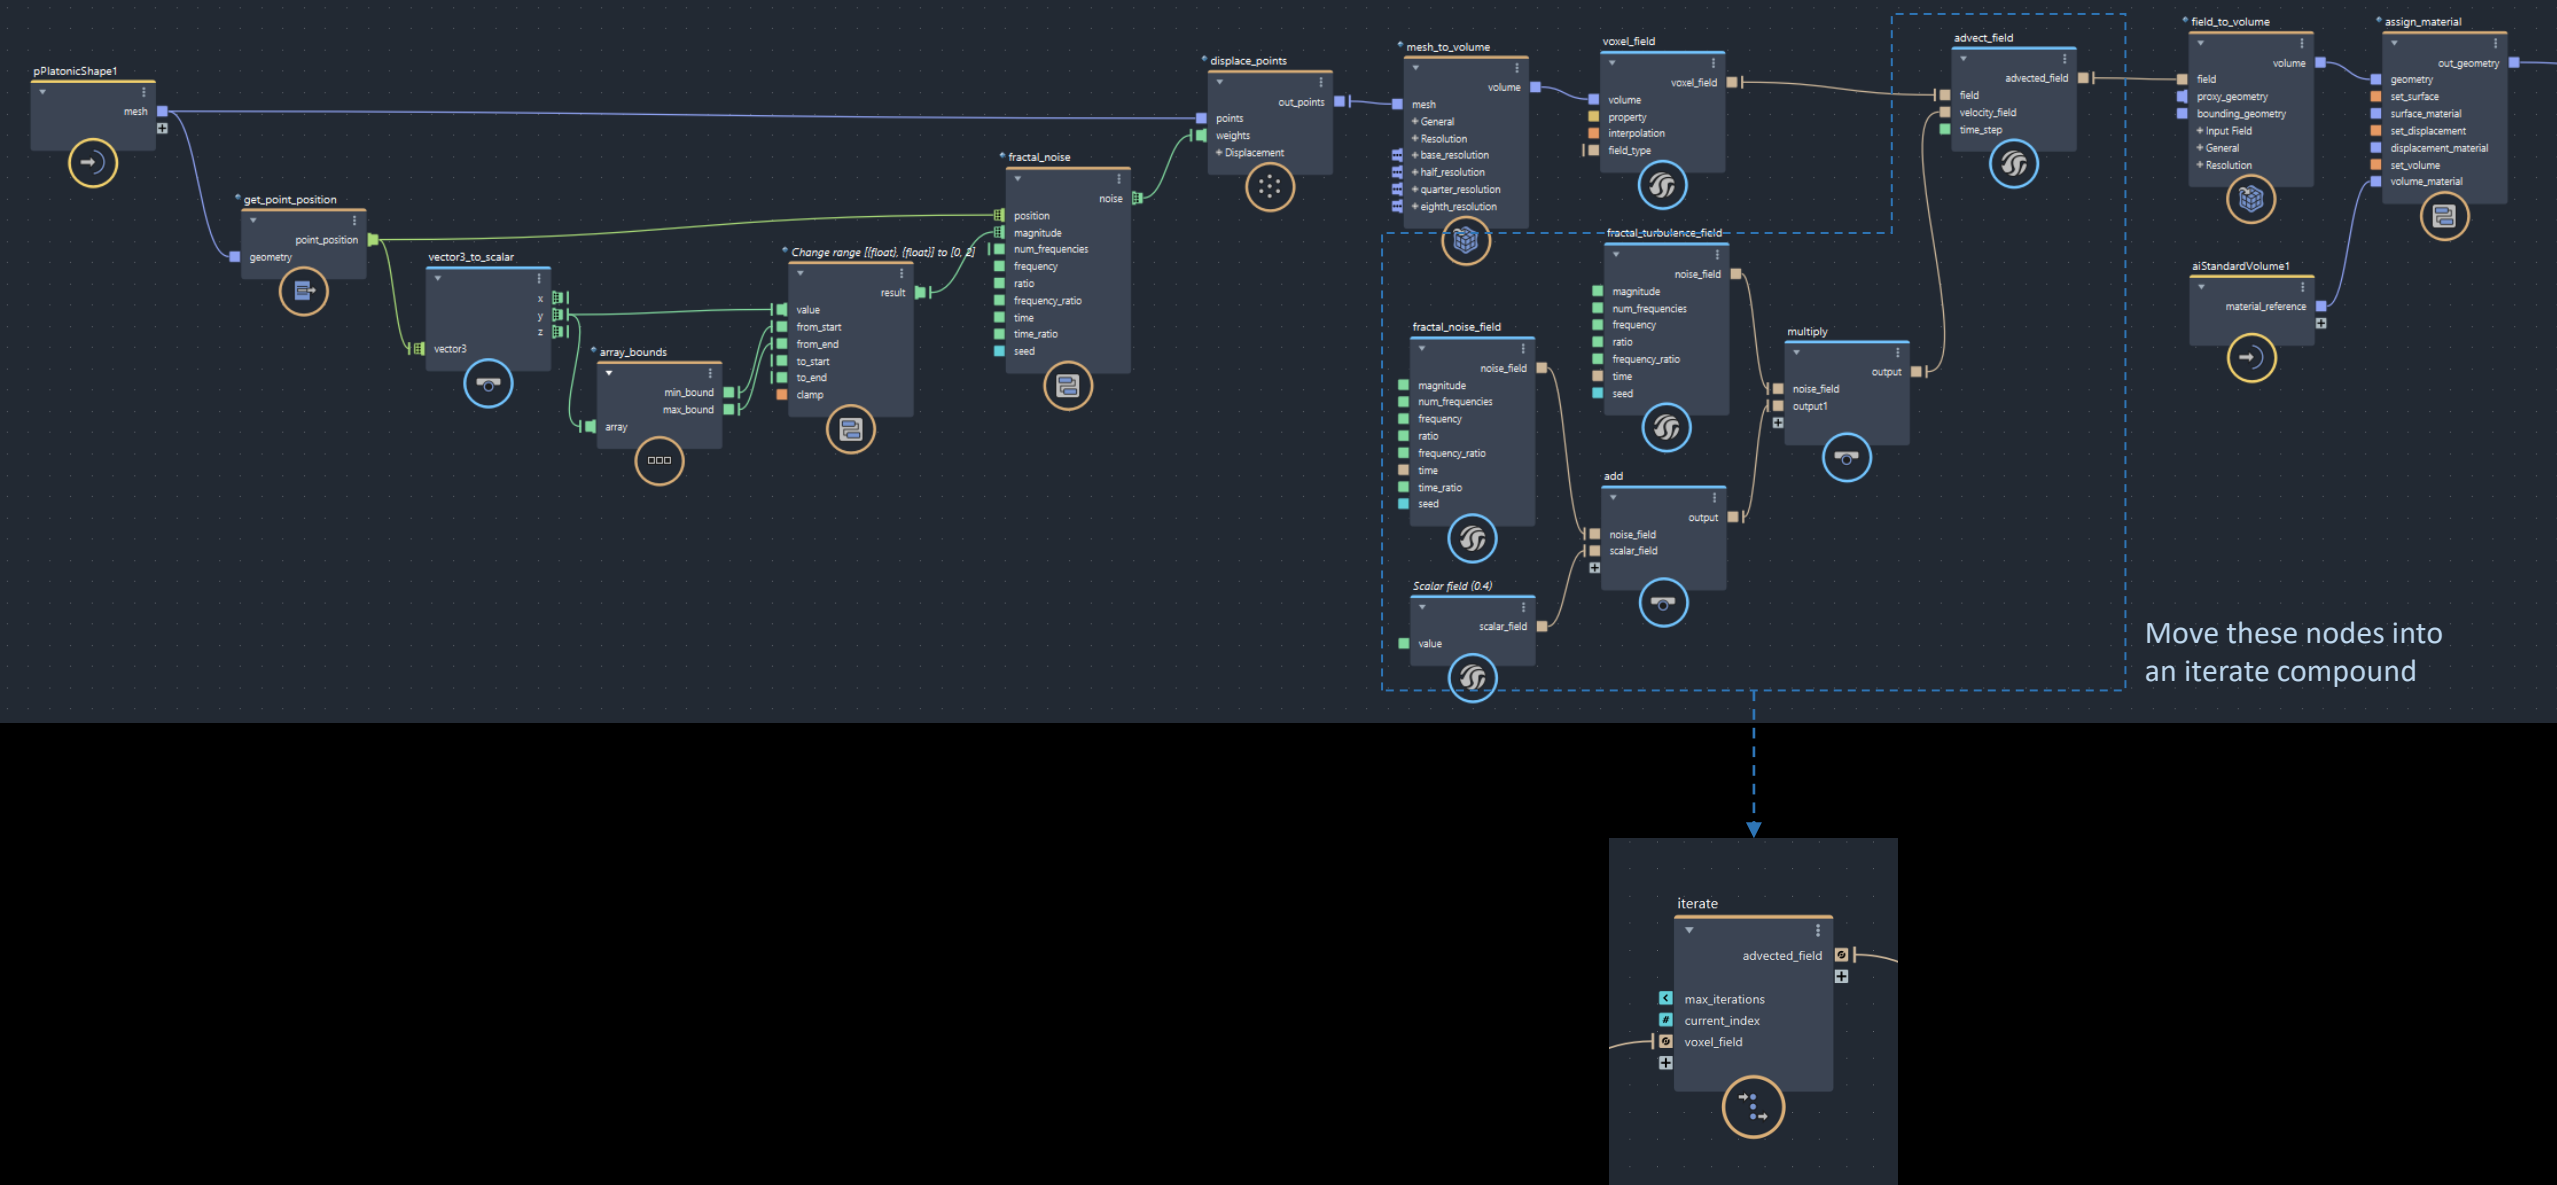 pPlatonicShape1
mesh
get_point_position
point_position
geometry
vector3_to_scalar
x
y
z
vector3
array_bounds
min_bound
max_bound
array
Change range [{float}, {float}] to [0, 2]
result
value
from_start
from_end
to_start
to_end
clamp
fractal_noise
noise
position
magnitude
num_frequencies
frequency
ratio
frequency_ratio
time
time_ratio
seed
displace_points
out_points
points
weights
+ Displacement
mesh_to_volume
volume
mesh
+ General
+ Resolution
+ base_resolution
+ half_resolution
+ quarter_resolution
+ eighth_resolution
voxel_field
voxel_field
volume
property
interpolation
field_type
fractal_turbulence_field
noise_field
magnitude
num_frequencies
frequency
ratio
frequency_ratio
time
seed
fractal_noise_field
noise_field
magnitude
num_frequencies
frequency
ratio
frequency_ratio
time
time_ratio
seed
Scalar field (0.4)
scalar_field
value
add
output
noise_field
scalar_field
multiply
output
noise_field
output1
advect_field
advected_field
field
velocity_field
time_step
field_to_volume
volume
field
proxy_geometry
bounding_geometry
+ Input Field
+ General
+ Resolution
assign_material
out_geometry
geometry
set_surface
surface_material
set_displacement
displacement_material
set_volume
volume_material
aiStandardVolume1
material_reference
Move these nodes into
an iterate compound
iterate
advected_field
max_iterations
current_index
voxel_field